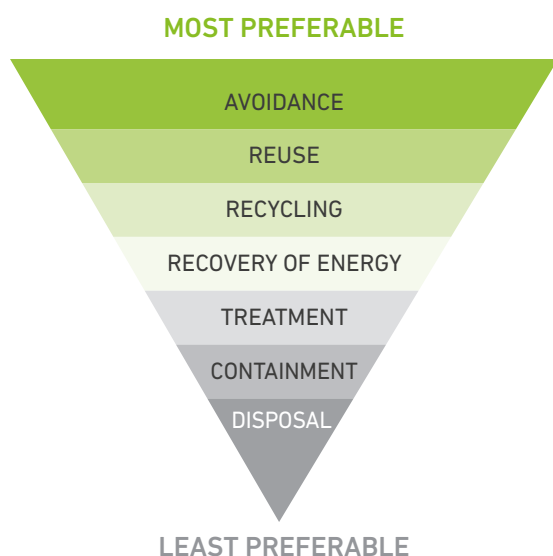 MOST PREFERABLE
AVOIDANCE
REUSE
RECYCLING
RECOVERY OF ENERGY
TREATMENT
CONTAINMENT
DISPOSAL
LEAST PREFERABLE